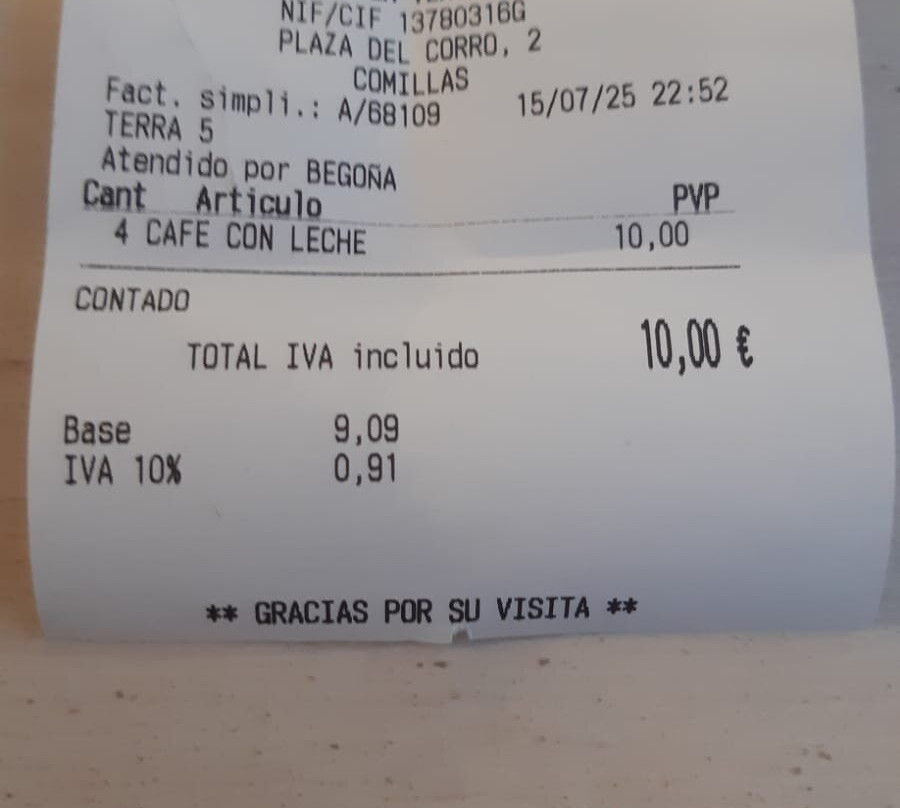 NIF/CIF 13780316G
PLAZA DEL CORRO, 2
COMILLAS
Fact. simpli.: A/68109 15/07/25 22:52
TERRA 5
Atendido por BEGOÑA
Cant Articulo PVP
4 CAFE CON LECHE 10,00
CONTADO
TOTAL IVA incluido 10,00 €
Base 9,09
IVA 10% 0,91
** GRACIAS POR SU VISITA **